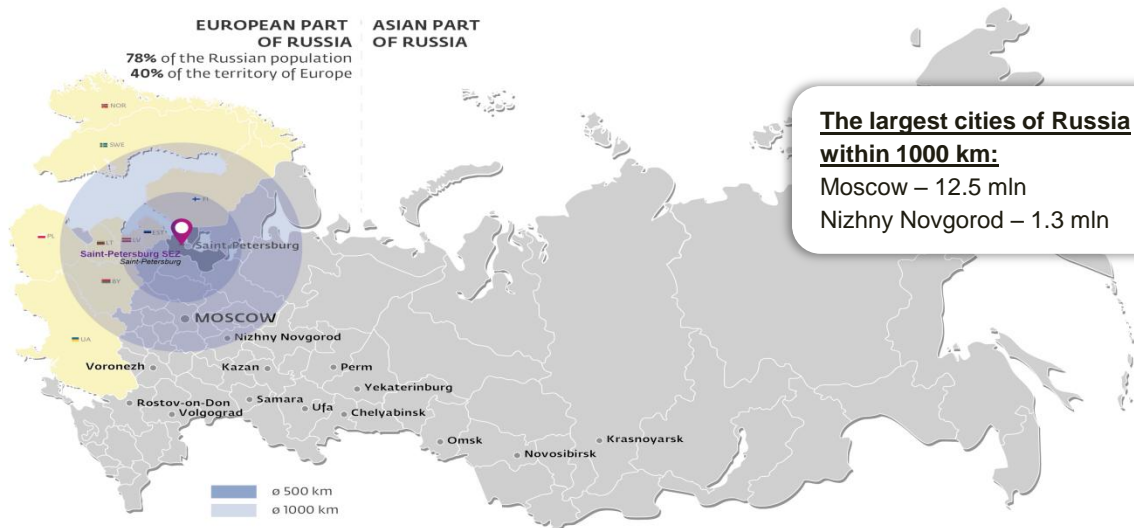 EUROPEAN PART
OF RUSSIA
78% of the Russian population
40% of the territory of Europe
ASIAN PART
OF RUSSIA
The largest cities of Russia
within 1000 km:
Moscow – 12.5 mln
Nizhny Novgorod – 1.3 mln
NOR
SWE
FI
EST
LV
LT
PL
BY
UA
Saint-Petersburg
Saint-Petersburg SEZ
Saint-Petersburg
MOSCOW
Nizhny Novgorod
Voronezh
Kazan
Perm
Yekaterinburg
Rostov-on-Don
Samara
Volgograd
Ufa
Chelyabinsk
Omsk
Novosibirsk
Krasnoyarsk
ø 500 km
ø 1000 km